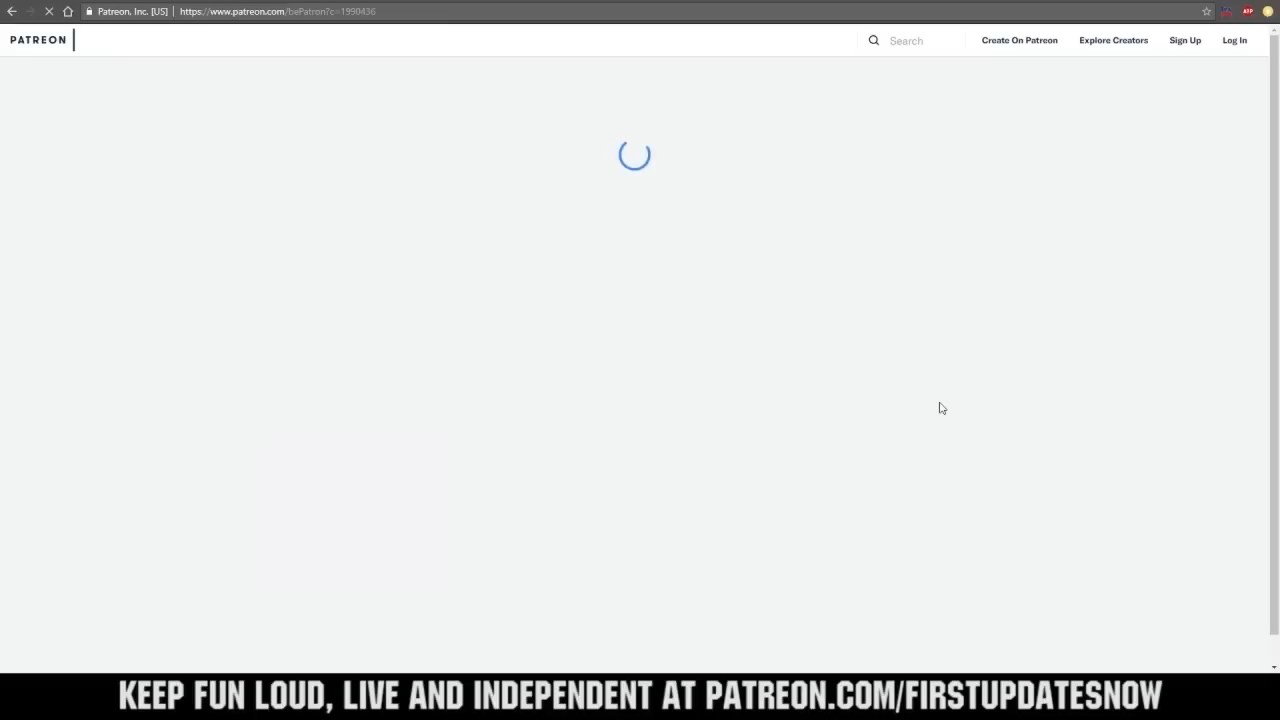 Patreon, Inc. [US] | https://www.patreon.com/bePatron?c=1990436
ABP
PATREON
Search
Create On Patreon
Explore Creators
Sign Up
Log In
KEEP FUN LOUD, LIVE AND INDEPENDENT AT PATREON.COM/FIRSTUPDATESNOW